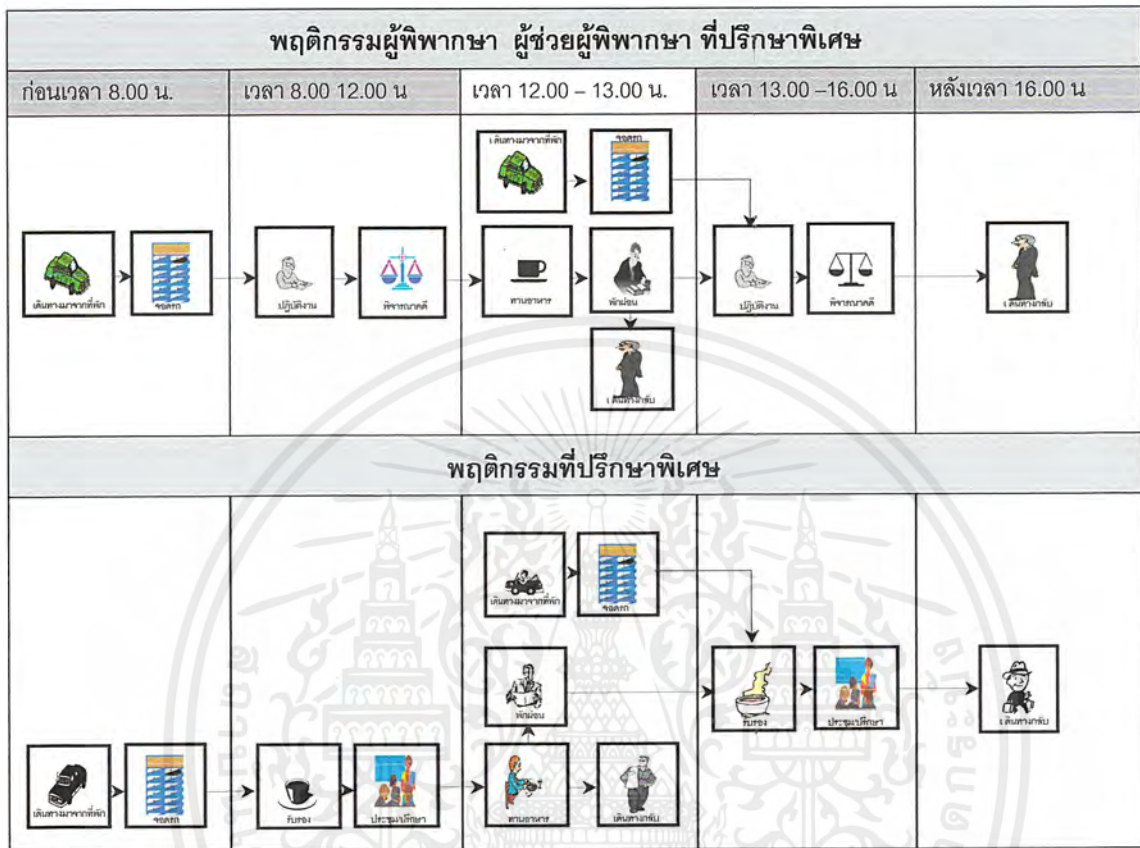 พฤติกรรมผู้พิพากษา ผู้ช่วยผู้พิพากษา ที่ปรึกษาพิเศษ
ก่อนเวลา 8.00 น. เวลา 8.00 12.00 น เวลา 12.00 – 13.00 น. เวลา 13.00 –16.00 น หลังเวลา 16.00 น
เดินทางมาจากที่พัก จอดรถ
เดินทางมาจากที่พัก จอดรถ ปฏิบัติงาน พิจารณาคดี ทานอาหาร พักผ่อน ปฏิบัติงาน พิจารณาคดี เดินทางกลับ
เดินทางกลับ
พฤติกรรมที่ปรึกษาพิเศษ
เดินทางมาจากที่พัก จอดรถ
พักผ่อน รับรอง ประชุมปรึกษา เดินทางกลับ
เดินทางมาจากที่พัก จอดรถ รับรอง ประชุมปรึกษา ทานอาหาร เดินทางกลับ